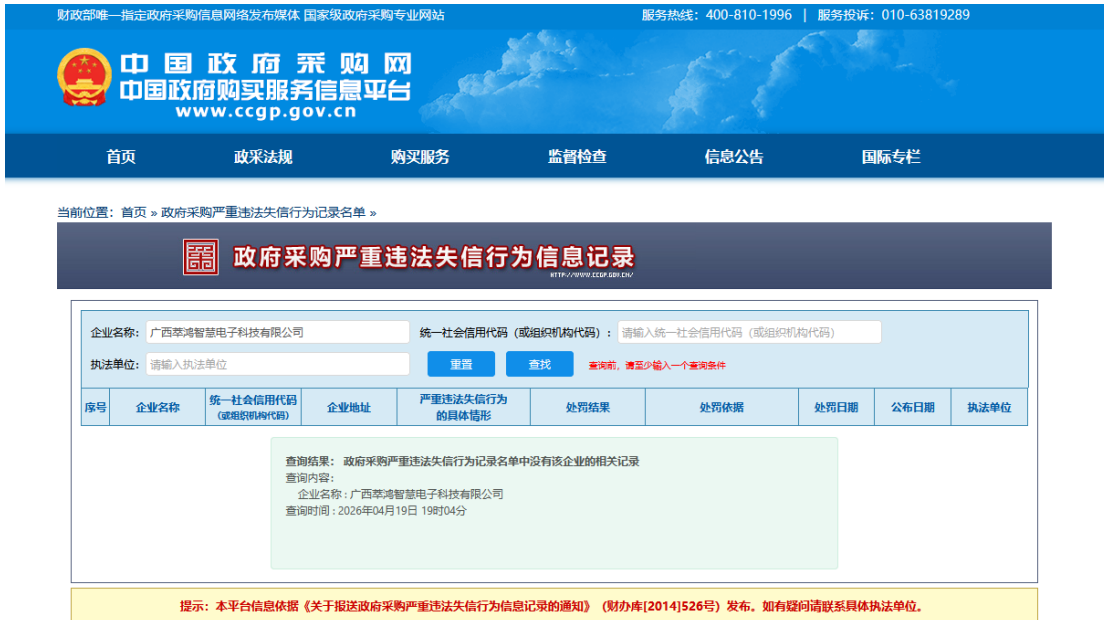 财政部唯一指定政府采购信息网络发布媒体 国家级政府采购专业网站
服务热线：400-810-1996 | 服务投诉：010-63819289
中国政府采购网
中国政府购买服务信息平台
www.ccgp.gov.cn
首页 政采法规 购买服务 监督检查 信息公告 国际专栏
当前位置：首页 » 政府采购严重违法失信行为记录名单 »
政府采购严重违法失信行为信息记录
HTTP://WWW.CCGP.GOV.CN/
企业名称： 广西萃鸿智慧电子科技有限公司 统一社会信用代码（或组织机构代码）： 请输入统一社会信用代码（或组织机构代码）
执法单位： 请输入执法单位 重置 查找 查询前，请至少输入一个查询条件
序号 企业名称 统一社会信用代码（或组织机构代码） 企业地址 严重违法失信行为的具体情形 处罚结果 处罚依据 处罚日期 公布日期 执法单位
查询结果： 政府采购严重违法失信行为记录名单中没有该企业的相关记录
查询内容：
企业名称 : 广西萃鸿智慧电子科技有限公司
查询时间 : 2026年04月19日 19时04分
提示：本平台信息依据《关于报送政府采购严重违法失信行为信息记录的通知》（财办库[2014]526号）发布。如有疑问请联系具体执法单位。